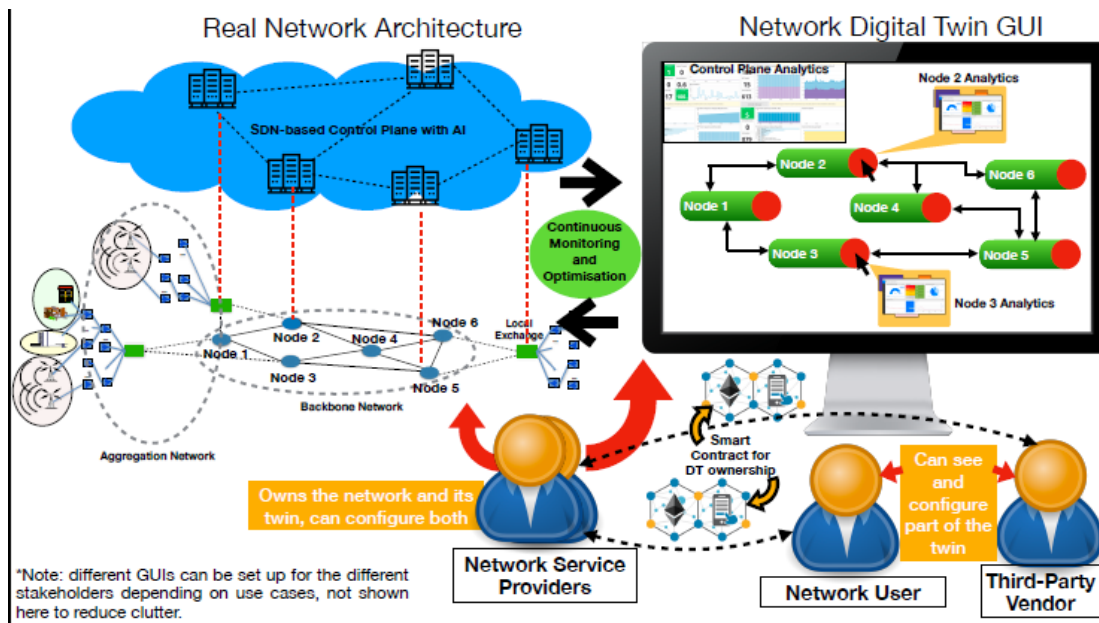 Real Network Architecture
SDN-based Control Plane with AI
Node 1
Node 2
Node 3
Node 4
Node 5
Node 6
Local
Exchange
Backbone Network
Aggregation Network
Continuous
Monitoring
and
Optimisation
Network Digital Twin GUI
Control Plane Analytics
Node 2 Analytics
Node 2
Node 6
Node 1
Node 4
Node 3
Node 5
Node 3 Analytics
Smart
Contract for
DT ownership
Owns the network and its
twin, can configure both
Can see
and
configure
part of the
twin
Network Service
Providers
Network User
Third-Party
Vendor
*Note: different GUIs can be set up for the different
stakeholders depending on use cases, not shown
here to reduce clutter.